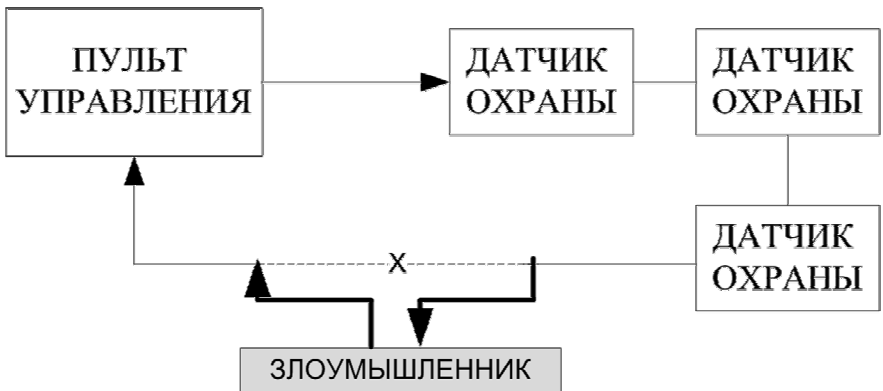 ПУЛЬТ
УПРАВЛЕНИЯ
ДАТЧИК
ОХРАНЫ
ДАТЧИК
ОХРАНЫ
ДАТЧИК
ОХРАНЫ
X
ЗЛОУМЫШЛЕННИК